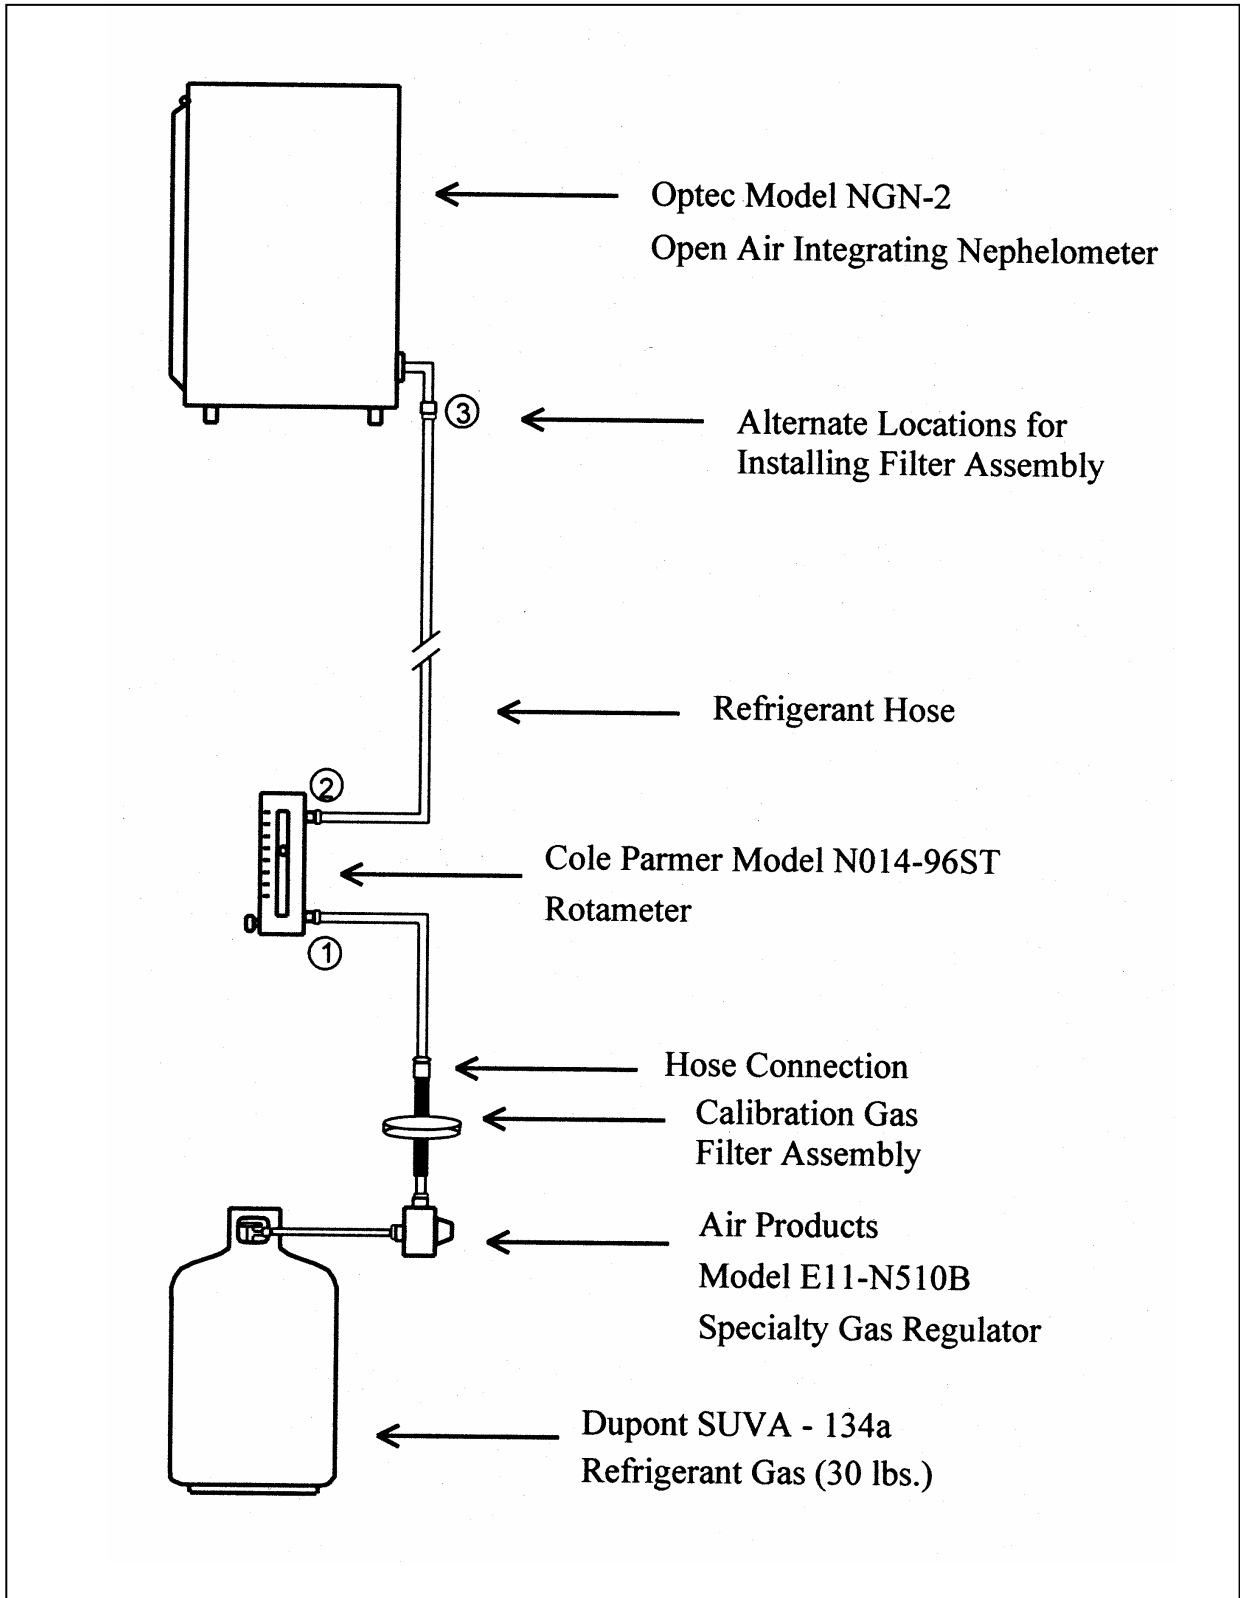 Optec Model NGN-2
Open Air Integrating Nephelometer
③
Alternate Locations for
Installing Filter Assembly
Refrigerant Hose
②
Cole Parmer Model N014-96ST
Rotameter
①
Hose Connection
Calibration Gas
Filter Assembly
Air Products
Model E11-N510B
Specialty Gas Regulator
Dupont SUVA - 134a
Refrigerant Gas (30 lbs.)